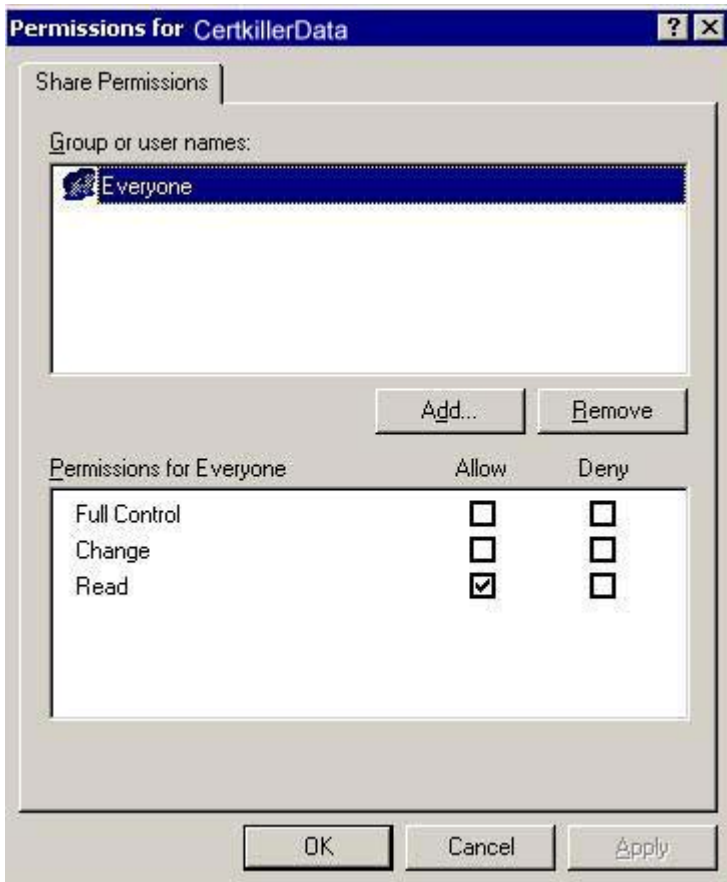 Permissions for CertkillerData
Share Permissions
Group or user names:
Everyone
Add... Remove
Permissions for Everyone Allow Deny
Full Control
Change
Read
OK Cancel Apply